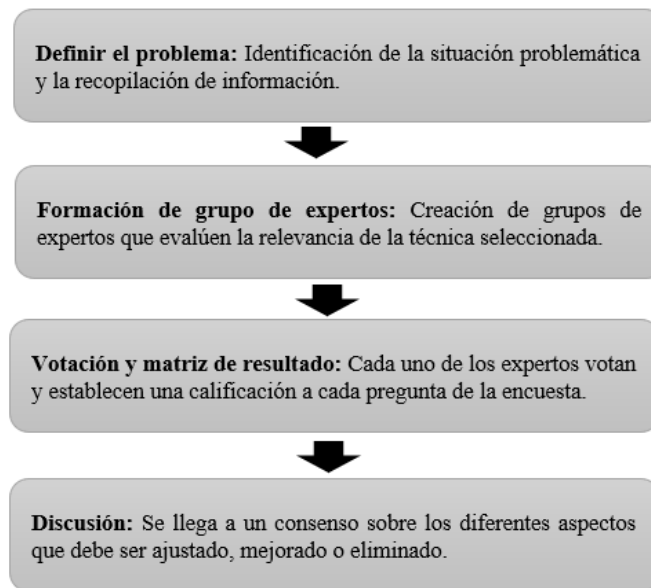 Definir el problema: Identificación de la situación problemática
y la recopilación de información.
Formación de grupo de expertos: Creación de grupos de
expertos que evalúen la relevancia de la técnica seleccionada.
Votación y matriz de resultado: Cada uno de los expertos votan
y establecen una calificación a cada pregunta de la encuesta.
Discusión: Se llega a un consenso sobre los diferentes aspectos
que debe ser ajustado, mejorado o eliminado.